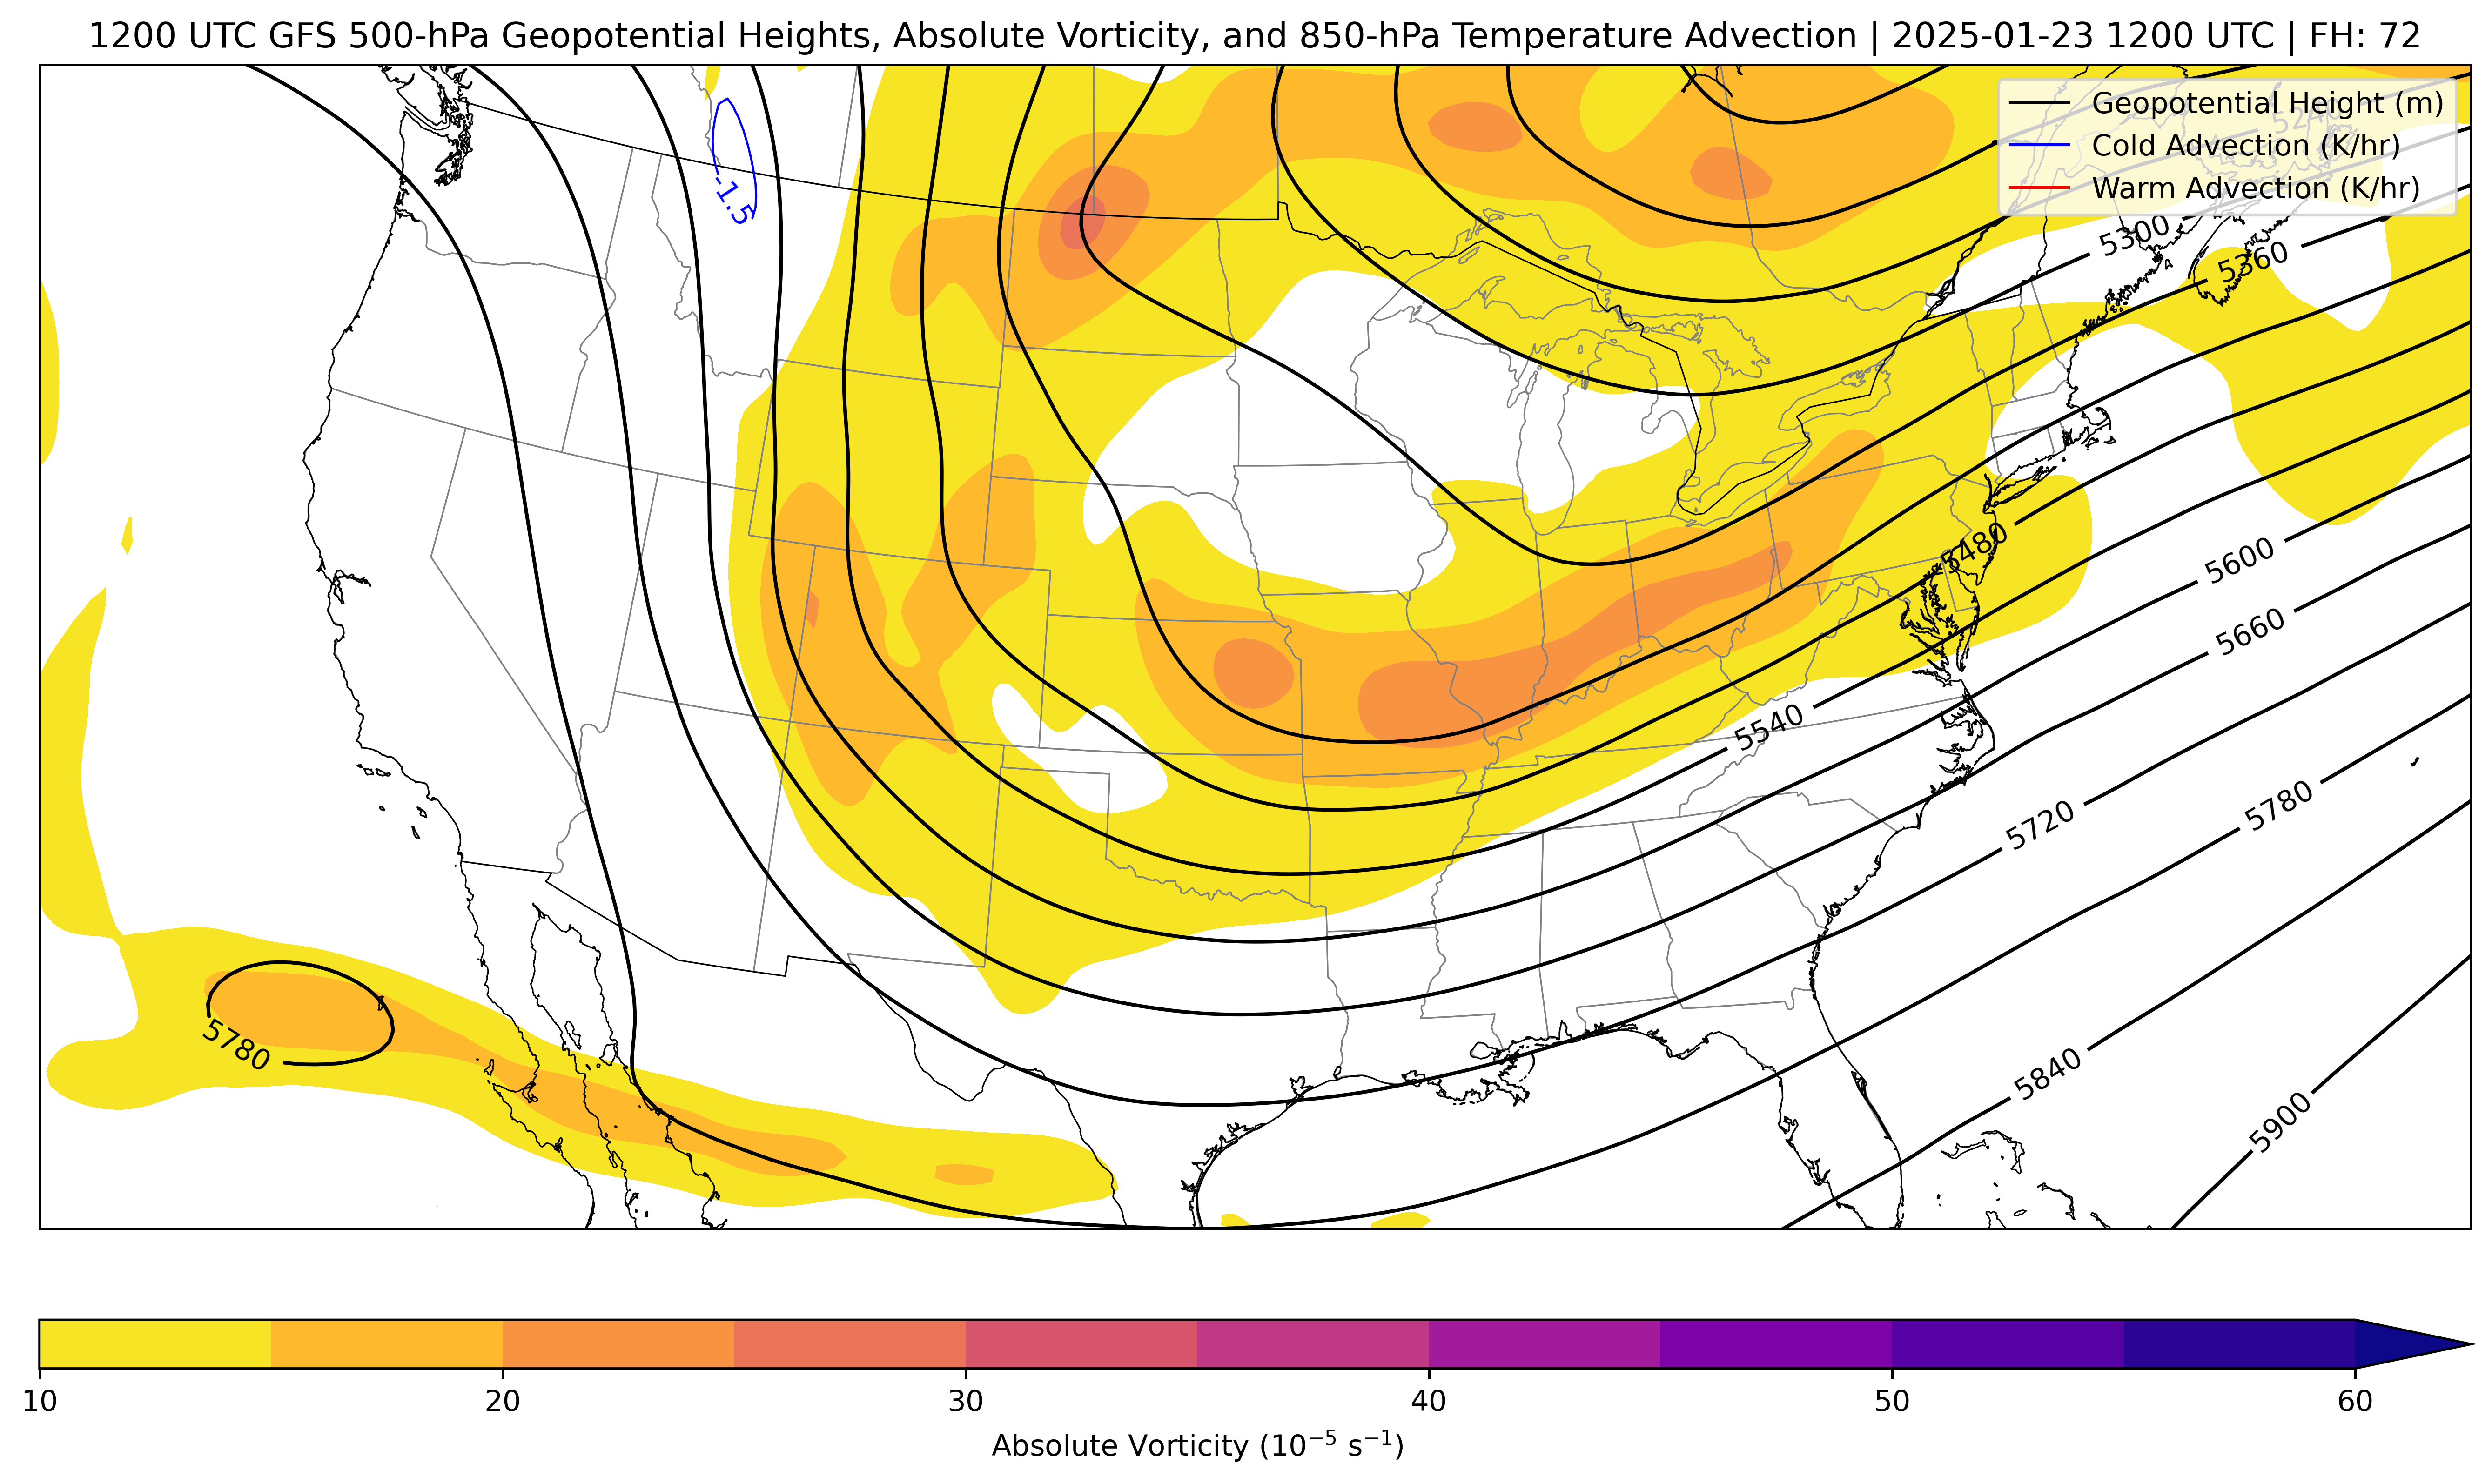 1200 UTC GFS 500-hPa Geopotential Heights, Absolute Vorticity, and 850-hPa Temperature Advection | 2025-01-23 1200 UTC | FH: 72
Geopotential Height (m)
Cold Advection (K/hr)
Warm Advection (K/hr)
5240
-1.5
5300
5360
5480
5600
5660
5540
5720
5780
5780
5840
5900
10 20 30 40 50 60
Absolute Vorticity (10⁻⁵ s⁻¹)